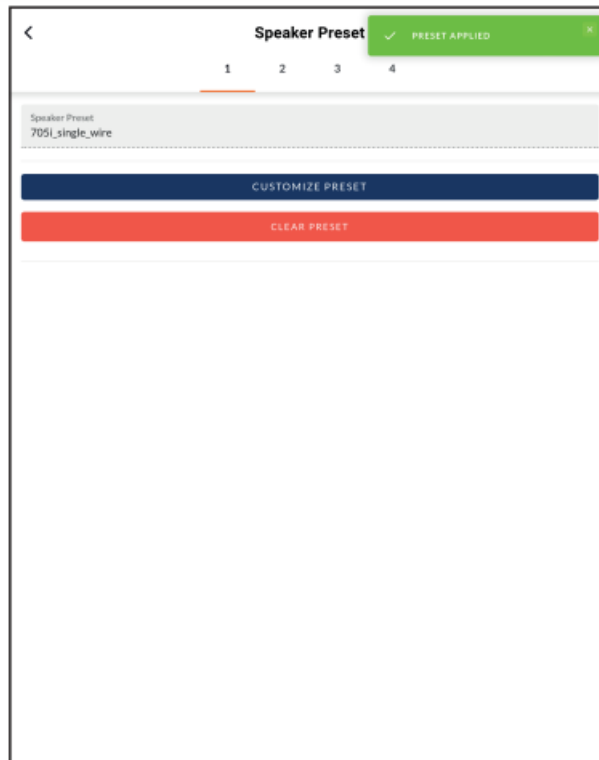 Speaker Preset
PRESET APPLIED
1 2 3 4
Speaker Preset
705i_single_wire
CUSTOMIZE PRESET
CLEAR PRESET